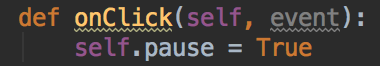 def onClick(self, event):
    self.pause = True